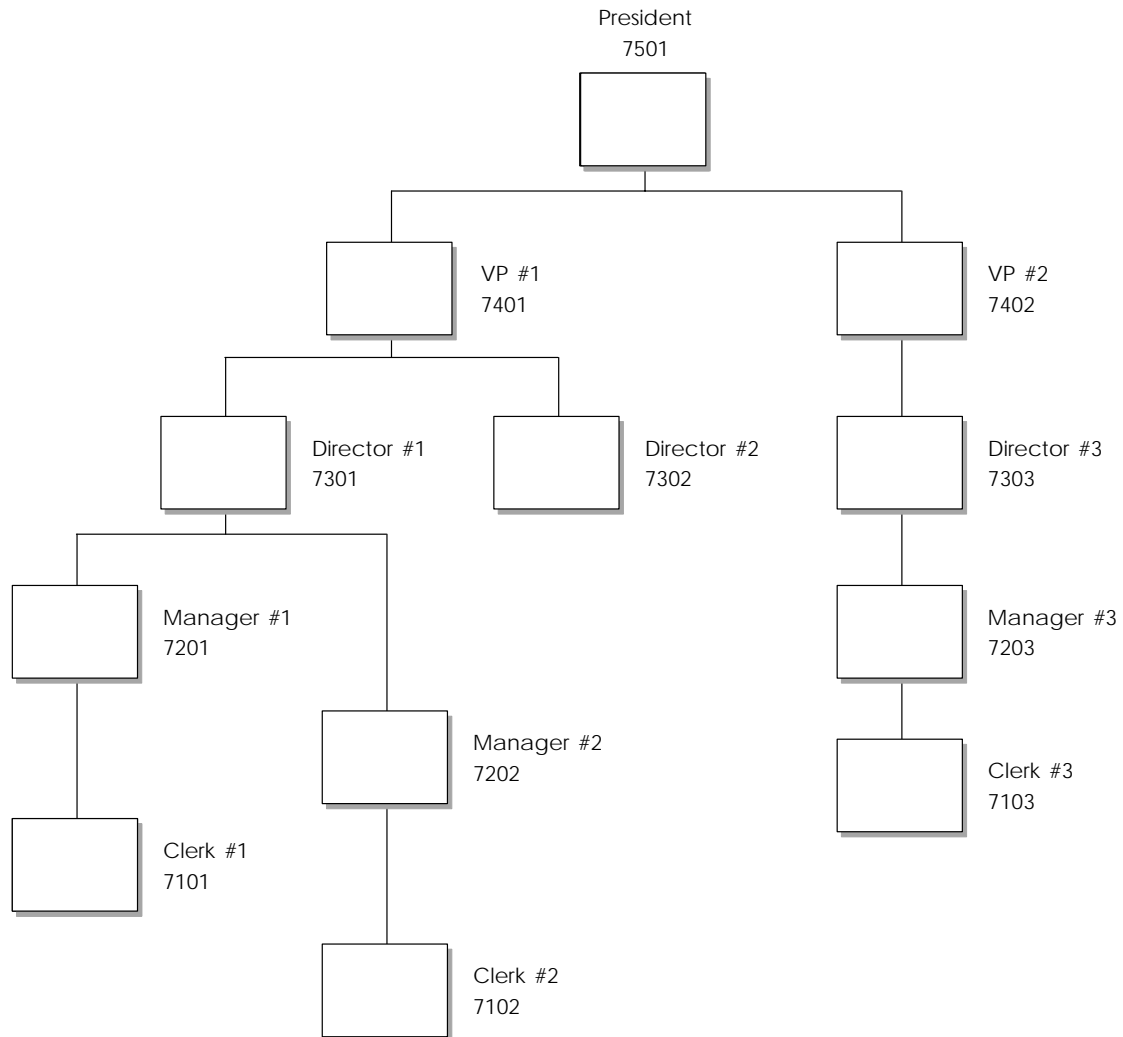 President
7501
VP #1
7401
VP #2
7402
Director #1
7301
Director #2
7302
Director #3
7303
Manager #1
7201
Manager #3
7203
Manager #2
7202
Clerk #3
7103
Clerk #1
7101
Clerk #2
7102